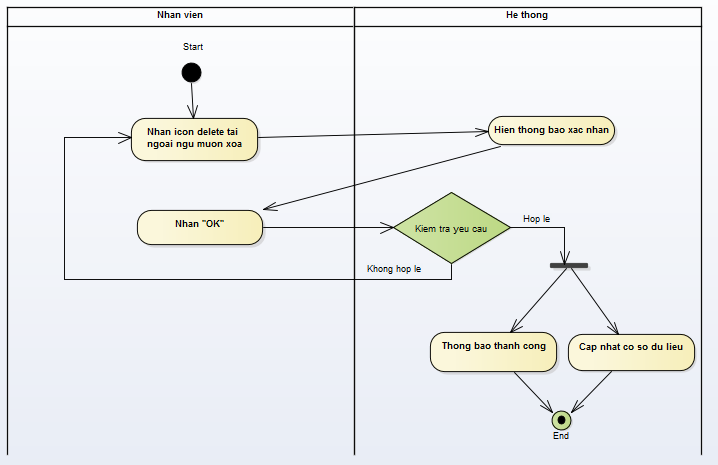 Nhan vien
He thong
Start
Nhan icon delete tai
ngoai ngu muon xoa
Hien thong bao xac nhan
Nhan "OK"
Kiem tra yeu cau
Hop le
Khong hop le
Thong bao thanh cong
Cap nhat co so du lieu
End